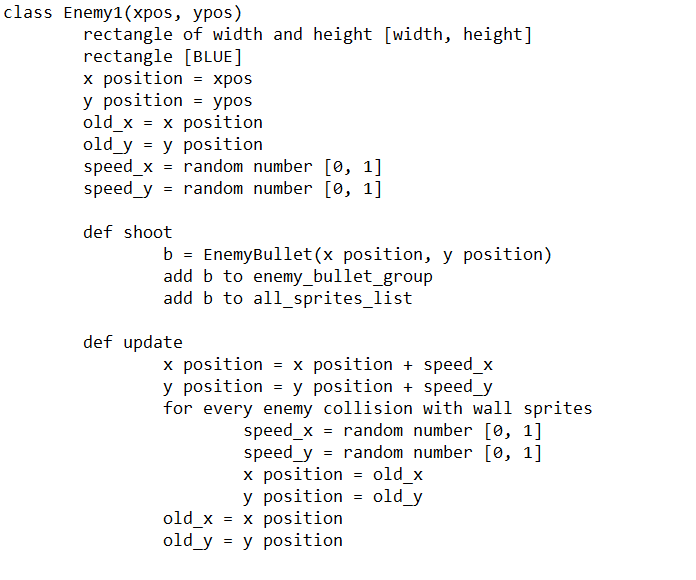 class Enemy1(xpos, ypos)
rectangle of width and height [width, height]
rectangle [BLUE]
x position = xpos
y position = ypos
old_x = x position
old_y = y position
speed_x = random number [0, 1]
speed_y = random number [0, 1]
def shoot
b = EnemyBullet(x position, y position)
add b to enemy_bullet_group
add b to all_sprites_list
def update
x position = x position + speed_x
y position = y position + speed_y
for every enemy collision with wall sprites
speed_x = random number [0, 1]
speed_y = random number [0, 1]
x position = old_x
y position = old_y
old_x = x position
old_y = y position